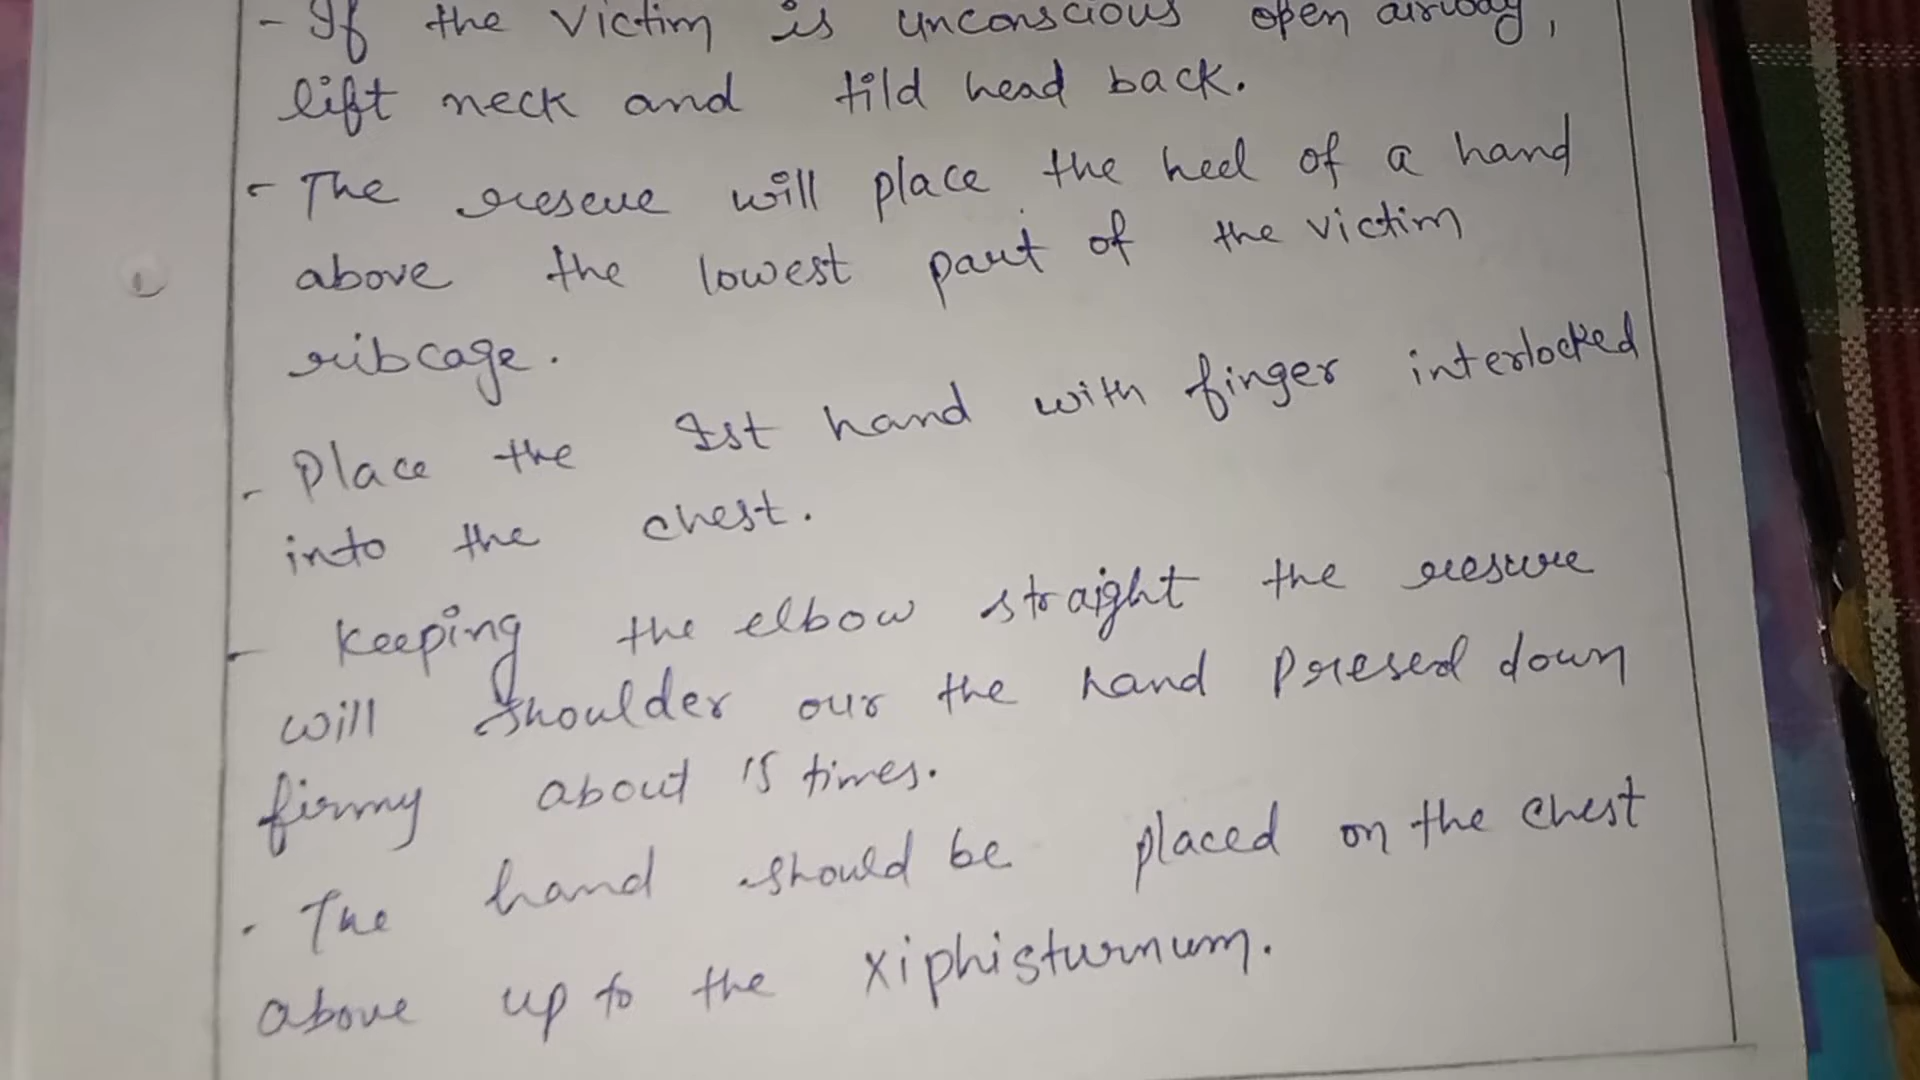 - If the victim is unconscious open airway,
lift neck and tild head back.
- The rescue will place the heel of a hand
above the lowest part of the victim
ribcage.
- Place the Ist hand with finger interlocked
into the chest.
- Keeping the elbow straight the rescure
will shoulder our the hand Presed down
firmy about 15 times.
- The hand should be placed on the chest
above up to the xiphisturnum.